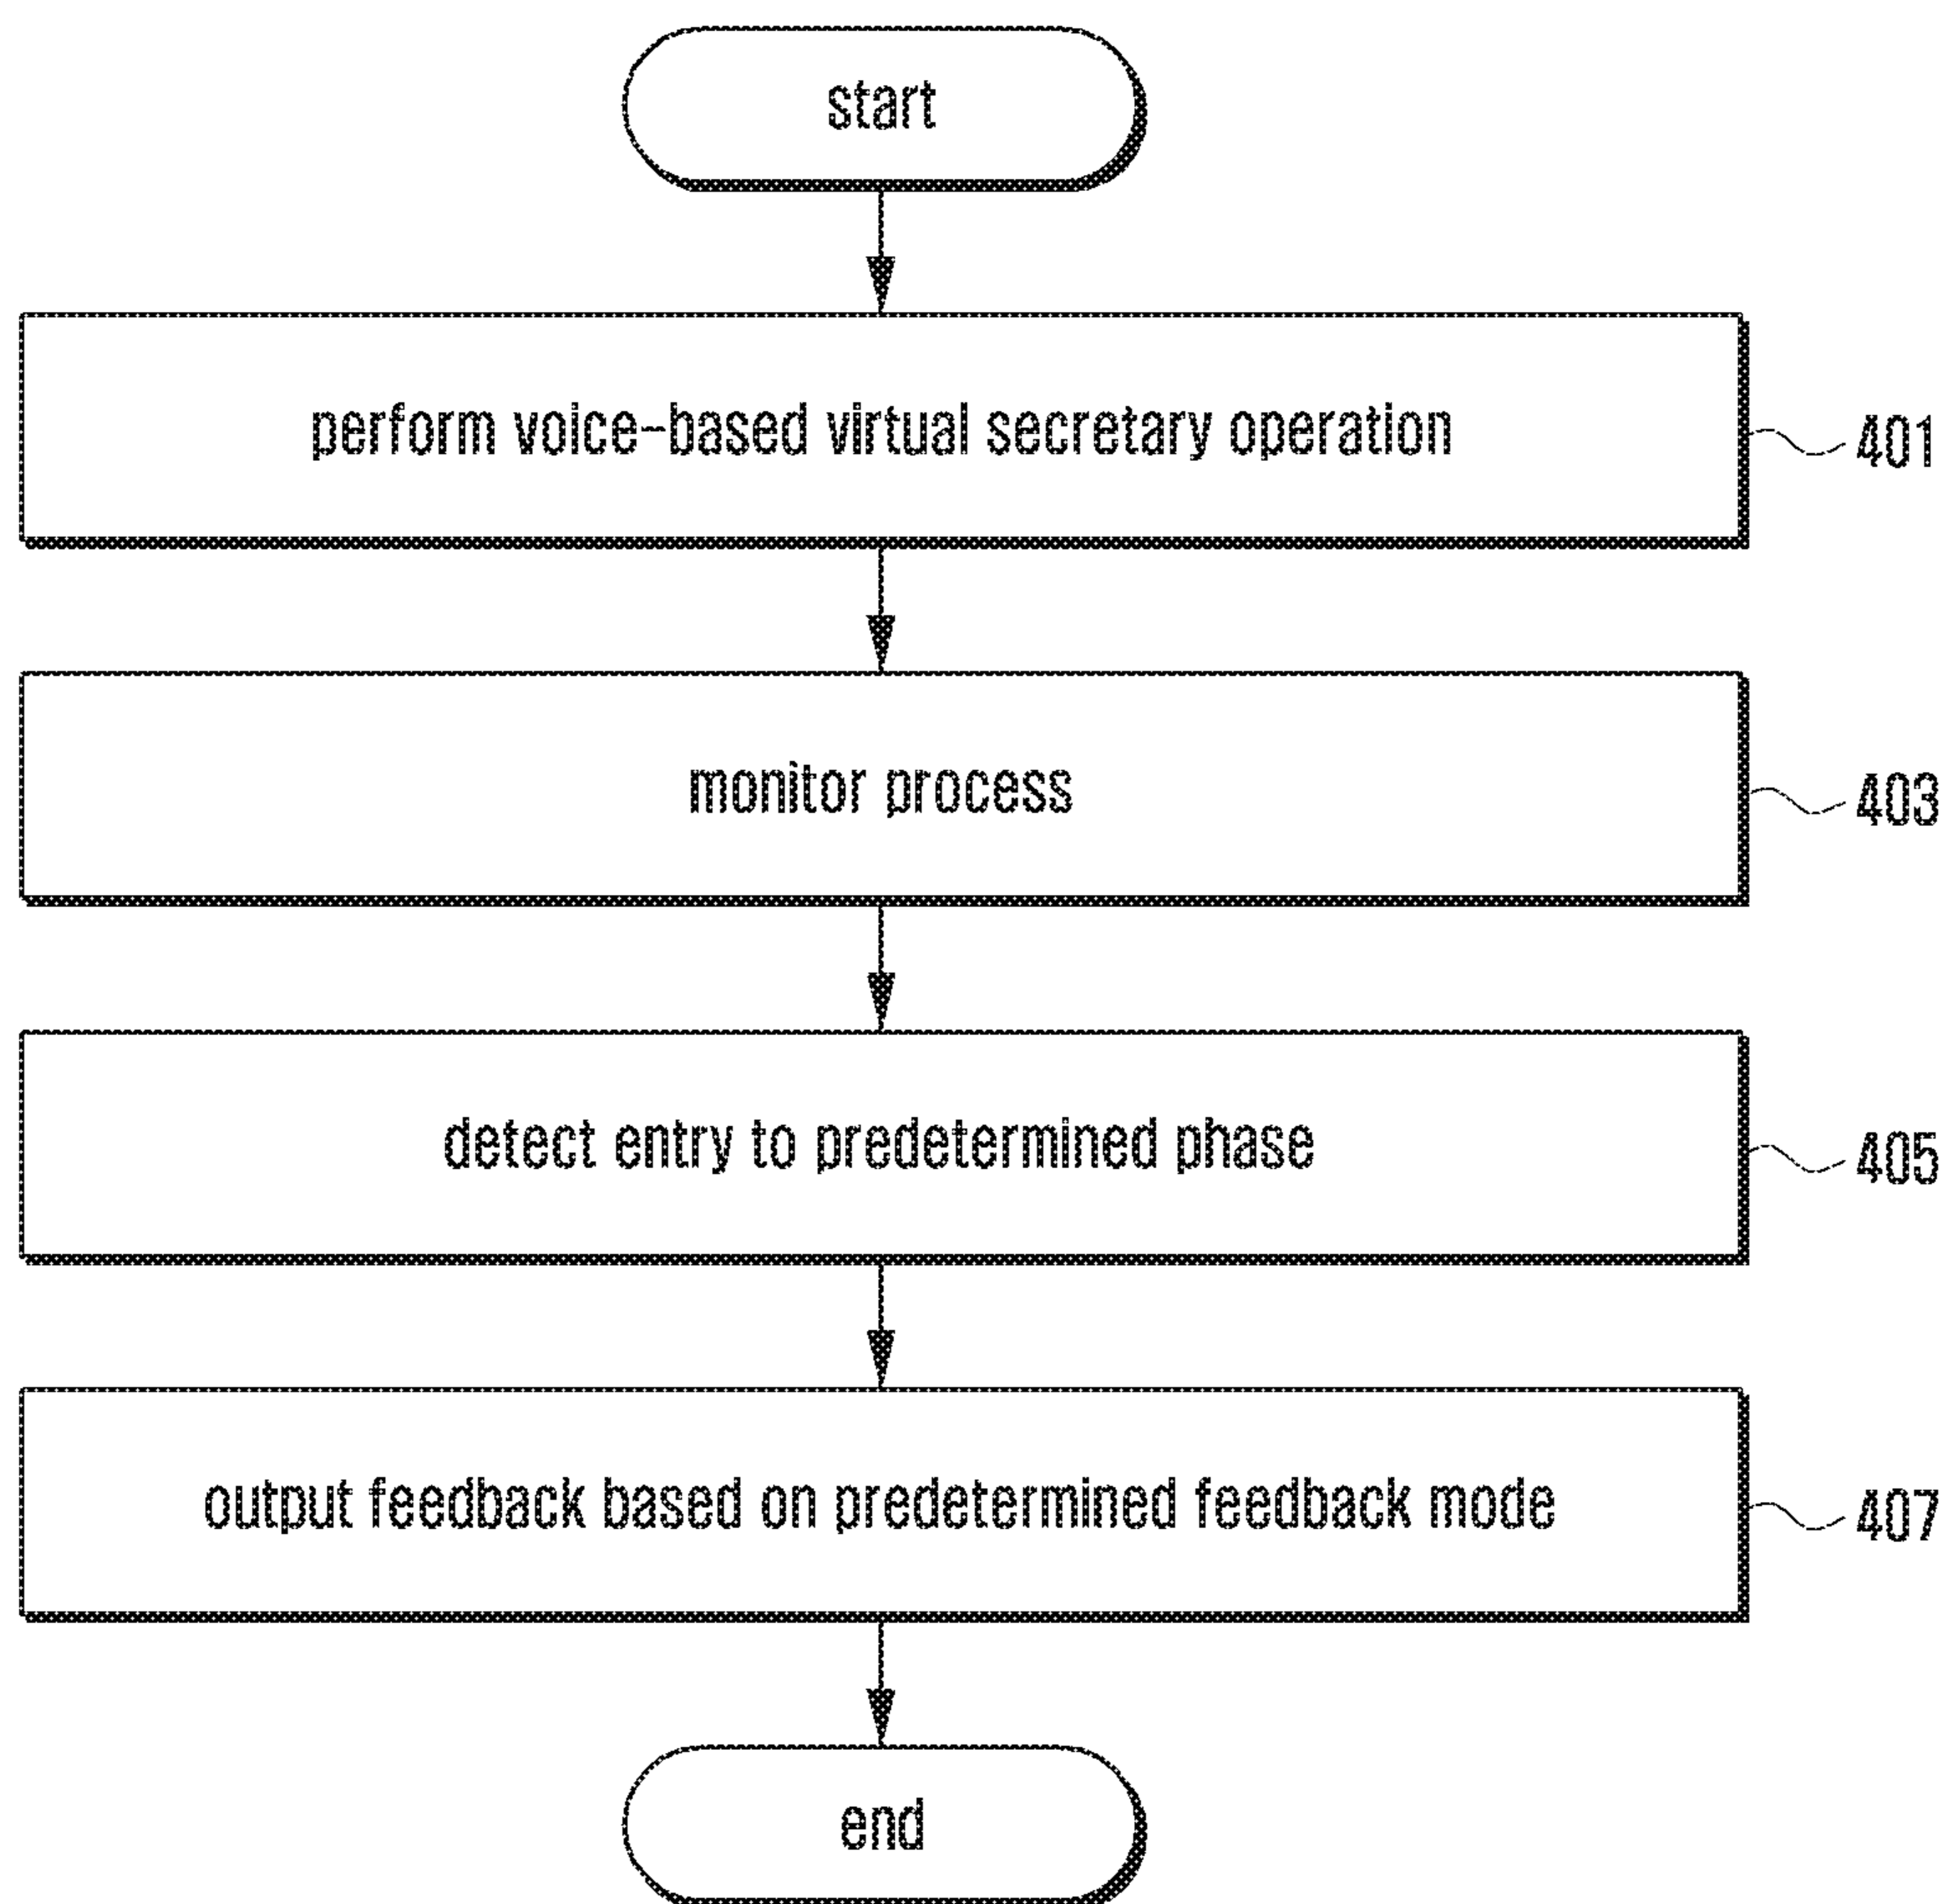 start
perform voice-based virtual secretary operation
401
monitor process
403
detect entry to predetermined phase
405
output feedback based on predetermined feedback mode
407
end